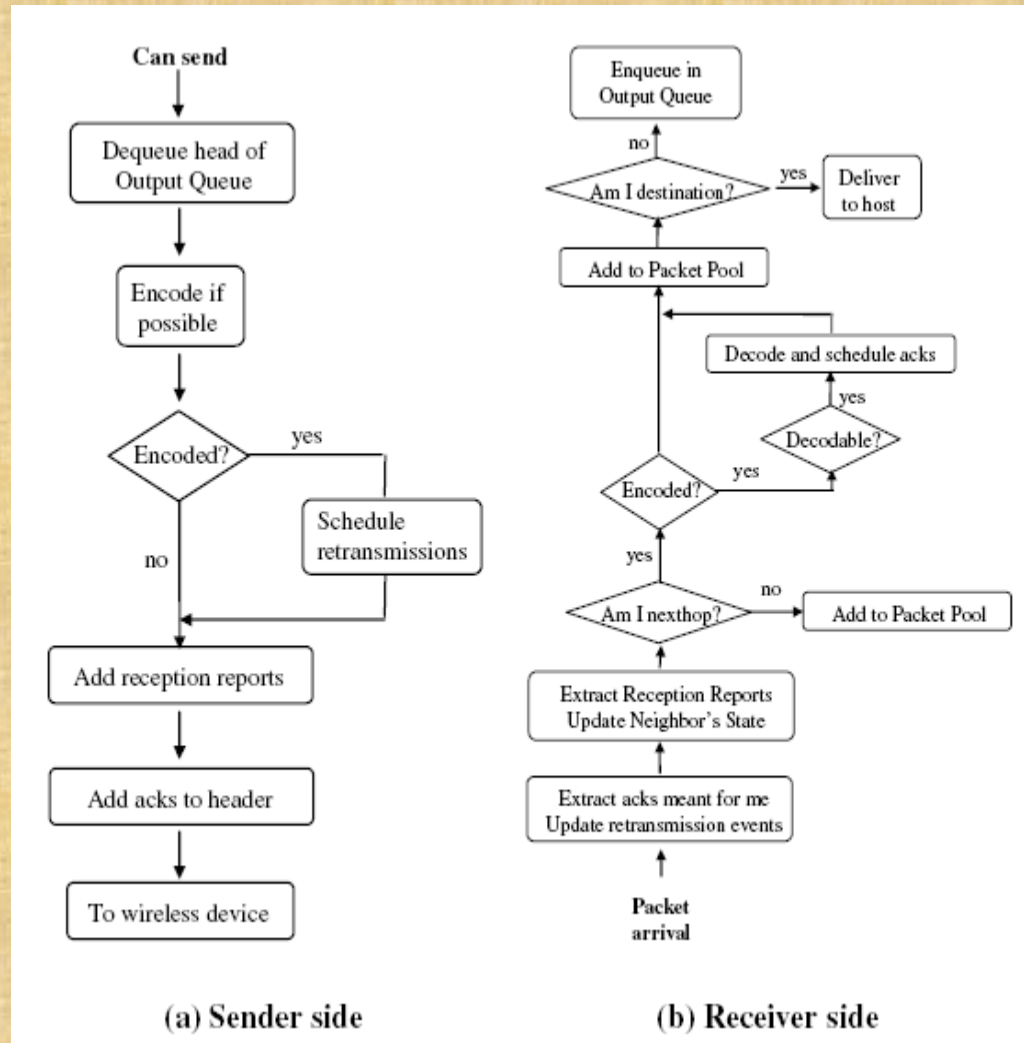 Can send
Dequeue head of
Output Queue
Encode if
possible
Encoded?
yes
Schedule
retransmissions
no
Add reception reports
Add acks to header
To wireless device
(a) Sender side
Enqueue in
Output Queue
no
Am I destination?
yes
Deliver
to host
Add to Packet Pool
Decode and schedule acks
yes
Decodable?
yes
Encoded?
yes
Am I nexthop?
no
Add to Packet Pool
Extract Reception Reports
Update Neighbor's State
Extract acks meant for me
Update retransmission events
Packet
arrival
(b) Receiver side